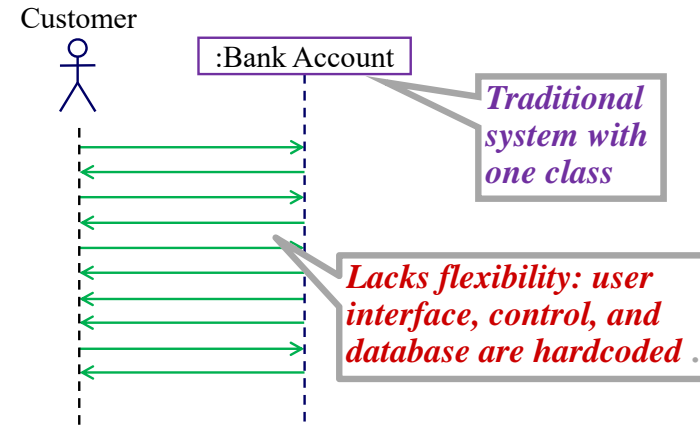 Customer
:Bank Account
Traditional
system with
one class
Lacks flexibility: user
interface, control, and
database are hardcoded .